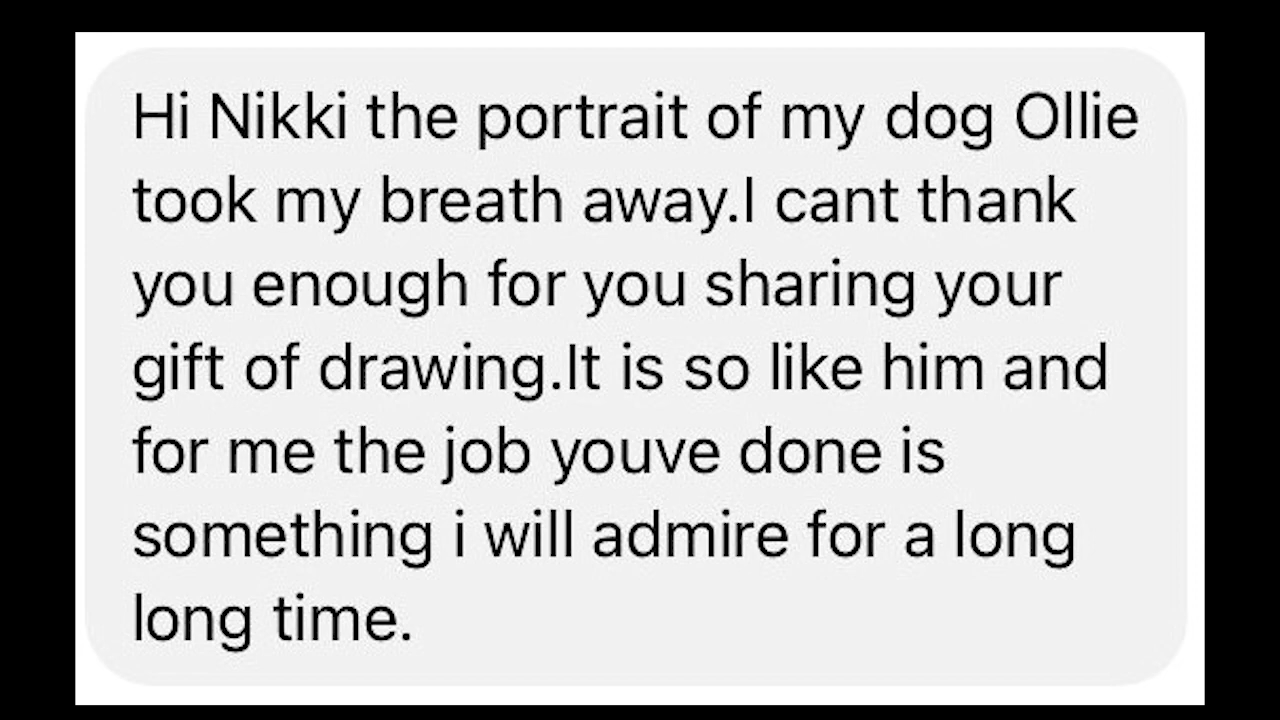 Hi Nikki the portrait of my dog Ollie
took my breath away.I cant thank
you enough for you sharing your
gift of drawing.It is so like him and
for me the job youve done is
something i will admire for a long
long time.